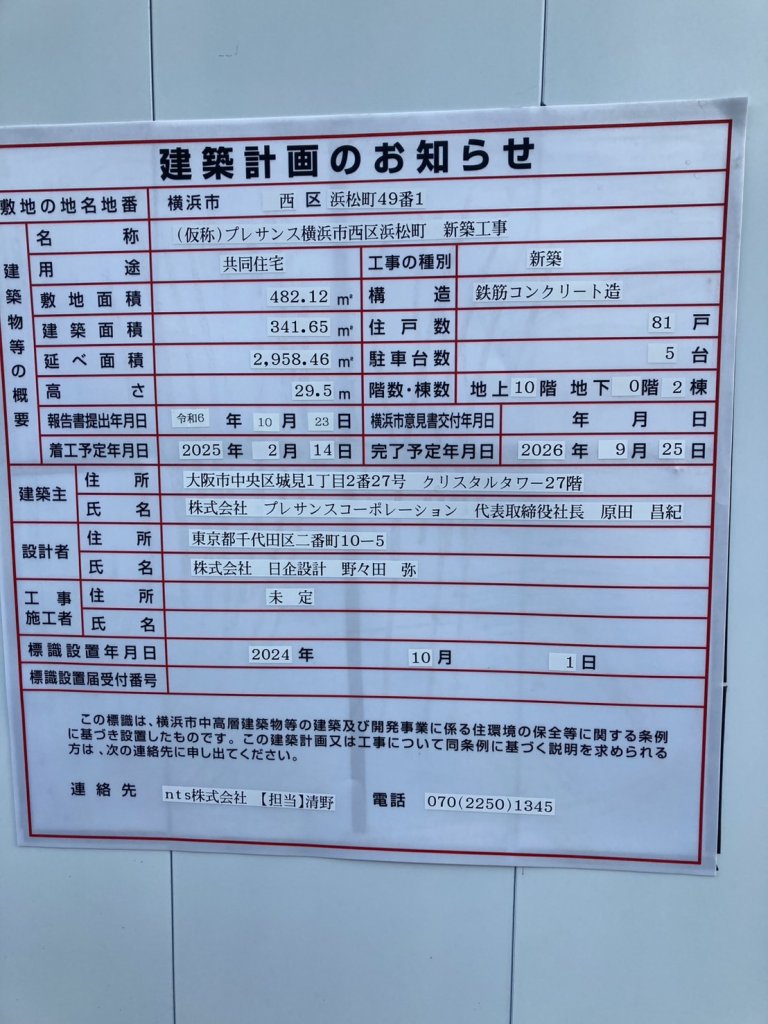 建築計画のお知らせ
敷地の地名地番 横浜市 西 区 浜松町49番1
建築物等の概要
名称 (仮称)プレサンス横浜市西区浜松町 新築工事
用途 共同住宅 工事の種別 新築
敷地面積 482.12 ㎡ 構造 鉄筋コンクリート造
建築面積 341.65 ㎡ 住戸数 81 戸
延べ面積 2,958.46 ㎡ 駐車台数 5 台
高さ 29.5 m 階数・棟数 地上10階 地下 0階 2棟
報告書提出年月日 令和6 年 10 月 23 日 横浜市意見書交付年月日 年 月 日
着工予定年月日 2025 年 2 月 14 日 完了予定年月日 2026 年 9 月 25 日
建築主 住所 大阪市中央区城見1丁目2番27号 クリスタルタワー27階
氏名 株式会社 プレサンスコーポレーション 代表取締役社長 原田 昌紀
設計者 住所 東京都千代田区二番町10−5
氏名 株式会社 日企設計 野々田 弥
工事施工者 住所 未定
氏名
標識設置年月日 2024 年 10 月 1 日
標識設置届受付番号
この標識は、横浜市中高層建築物等の建築及び開発事業に係る住環境の保全等に関する条例
に基づき設置したものです。この建築計画又は工事について同条例に基づく説明を求められる
方は、次の連絡先に申し出てください。
連絡先 nts株式会社 【担当】清野 電話 070(2250)1345